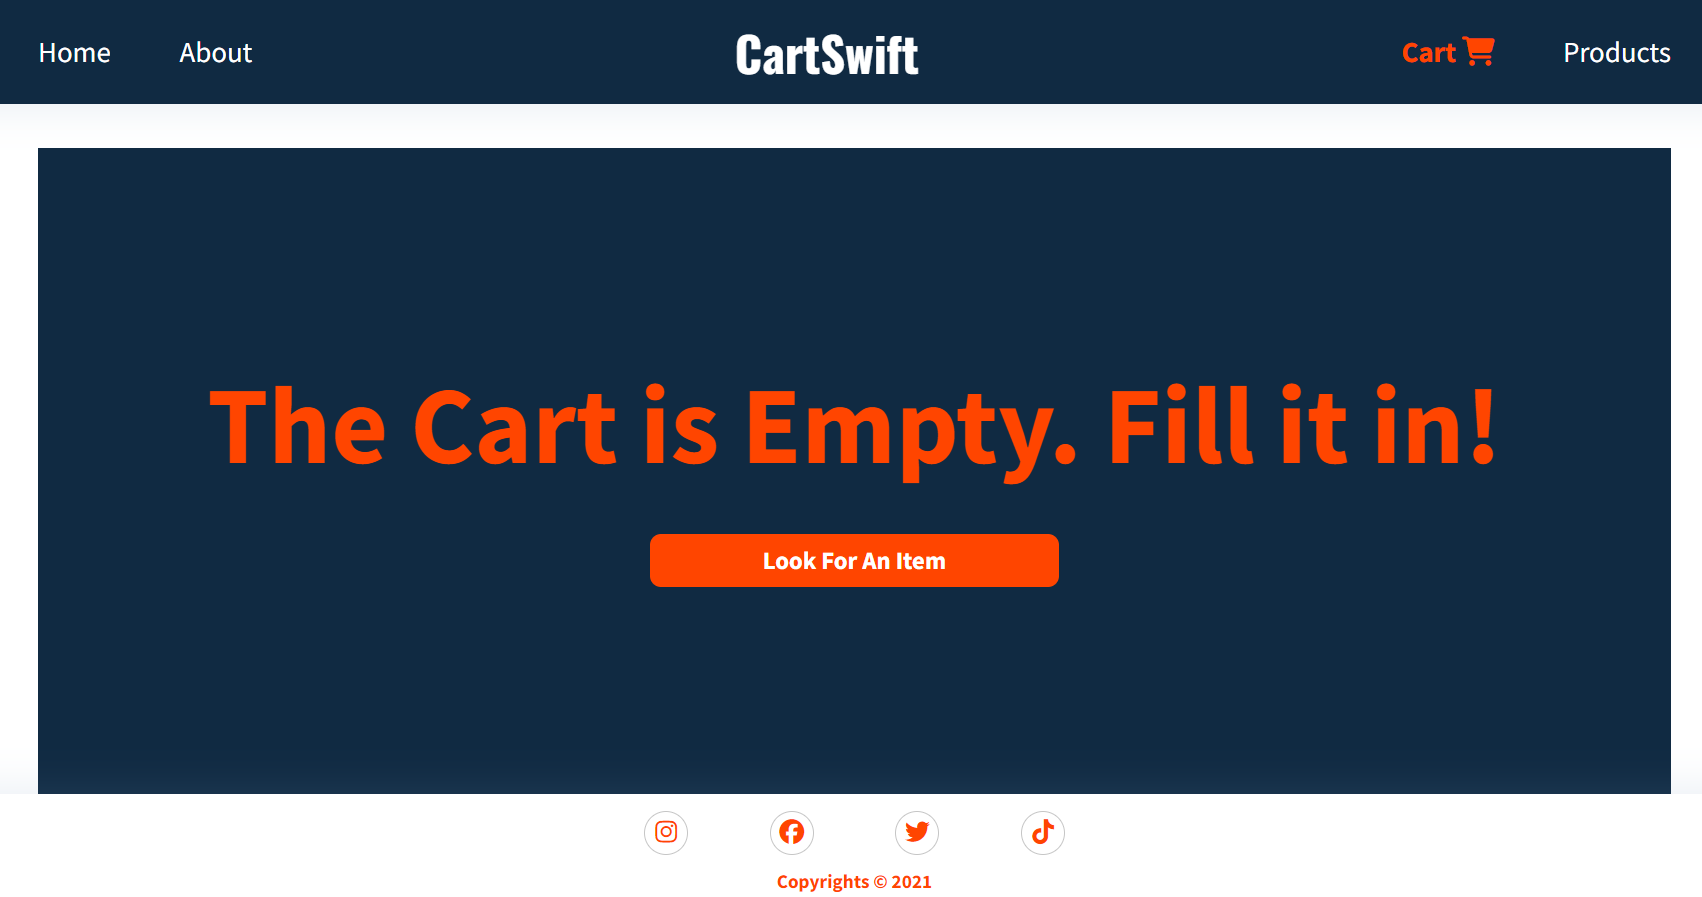 Home About CartSwift Cart Products
The Cart is Empty. Fill it in!
Look For An Item
Copyrights © 2021